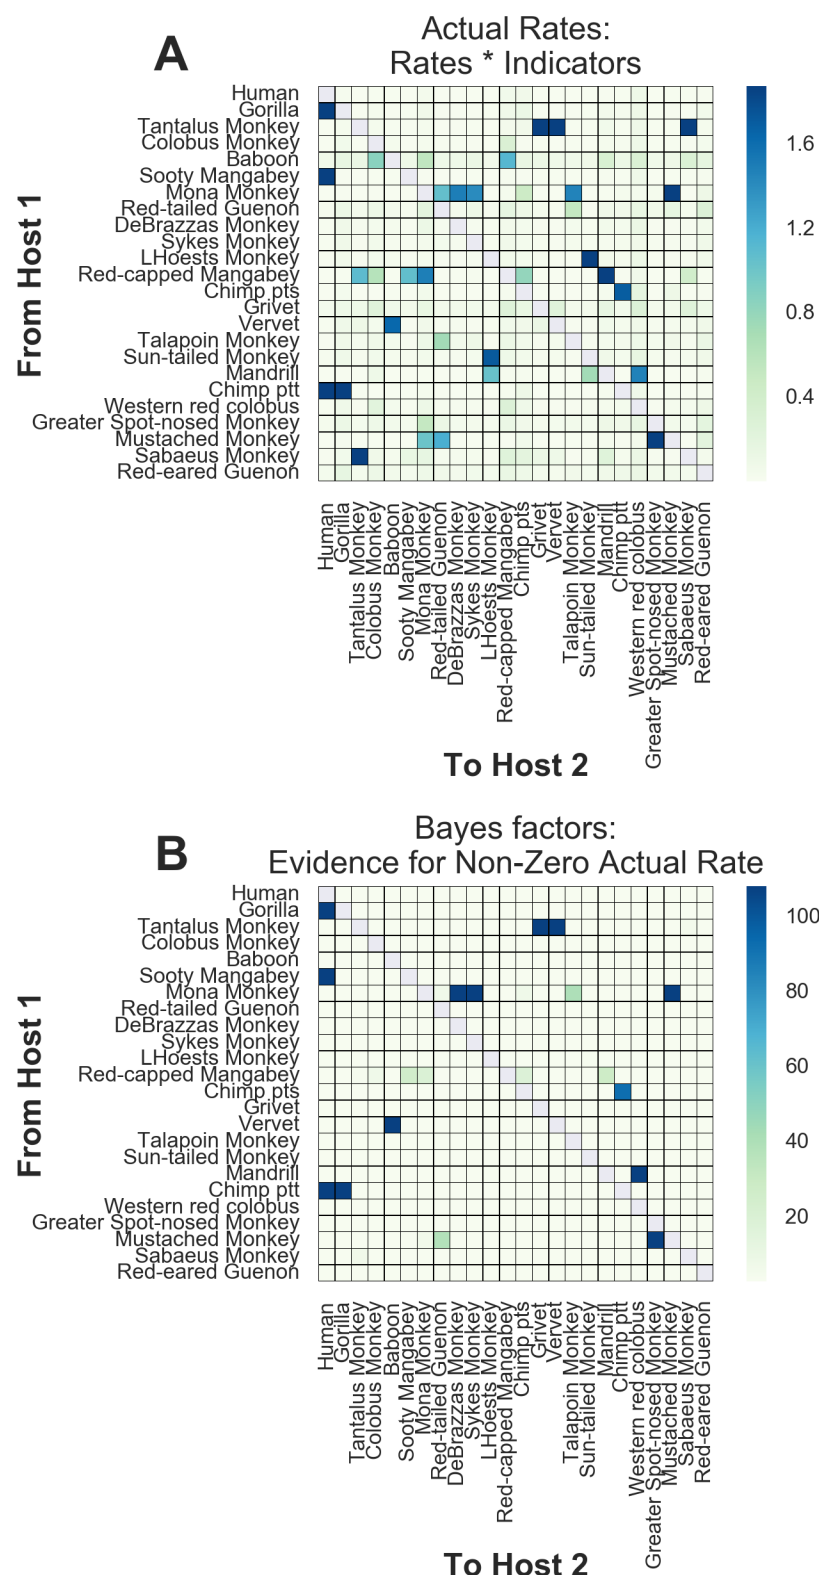 A
Actual Rates:
Rates * Indicators
From Host 1
Human
Gorilla
Tantalus Monkey
Colobus Monkey
Baboon
Sooty Mangabey
Mona Monkey
Red-tailed Guenon
DeBrazzas Monkey
Sykes Monkey
LHoests Monkey
Red-capped Mangabey
Chimp pts
Grivet
Vervet
Talapoin Monkey
Sun-tailed Monkey
Mandrill
Chimp ptt
Western red colobus
Greater Spot-nosed Monkey
Mustached Monkey
Sabaeus Monkey
Red-eared Guenon
1.6
1.2
0.8
0.4
Human
Gorilla
Tantalus Monkey
Colobus Monkey
Baboon
Sooty Mangabey
Mona Monkey
Red-tailed Guenon
DeBrazzas Monkey
Sykes Monkey
LHoests Monkey
Red-capped Mangabey
Chimp pts
Grivet
Vervet
Talapoin Monkey
Sun-tailed Monkey
Mandrill
Chimp ptt
Western red colobus
Greater Spot-nosed Monkey
Mustached Monkey
Sabaeus Monkey
Red-eared Guenon
To Host 2
B
Bayes factors:
Evidence for Non-Zero Actual Rate
From Host 1
Human
Gorilla
Tantalus Monkey
Colobus Monkey
Baboon
Sooty Mangabey
Mona Monkey
Red-tailed Guenon
DeBrazzas Monkey
Sykes Monkey
LHoests Monkey
Red-capped Mangabey
Chimp pts
Grivet
Vervet
Talapoin Monkey
Sun-tailed Monkey
Mandrill
Chimp ptt
Western red colobus
Greater Spot-nosed Monkey
Mustached Monkey
Sabaeus Monkey
Red-eared Guenon
100
80
60
40
20
Human
Gorilla
Tantalus Monkey
Colobus Monkey
Baboon
Sooty Mangabey
Mona Monkey
Red-tailed Guenon
DeBrazzas Monkey
Sykes Monkey
LHoests Monkey
Red-capped Mangabey
Chimp pts
Grivet
Vervet
Talapoin Monkey
Sun-tailed Monkey
Mandrill
Chimp ptt
Western red colobus
Greater Spot-nosed Monkey
Mustached Monkey
Sabaeus Monkey
Red-eared Guenon
To Host 2